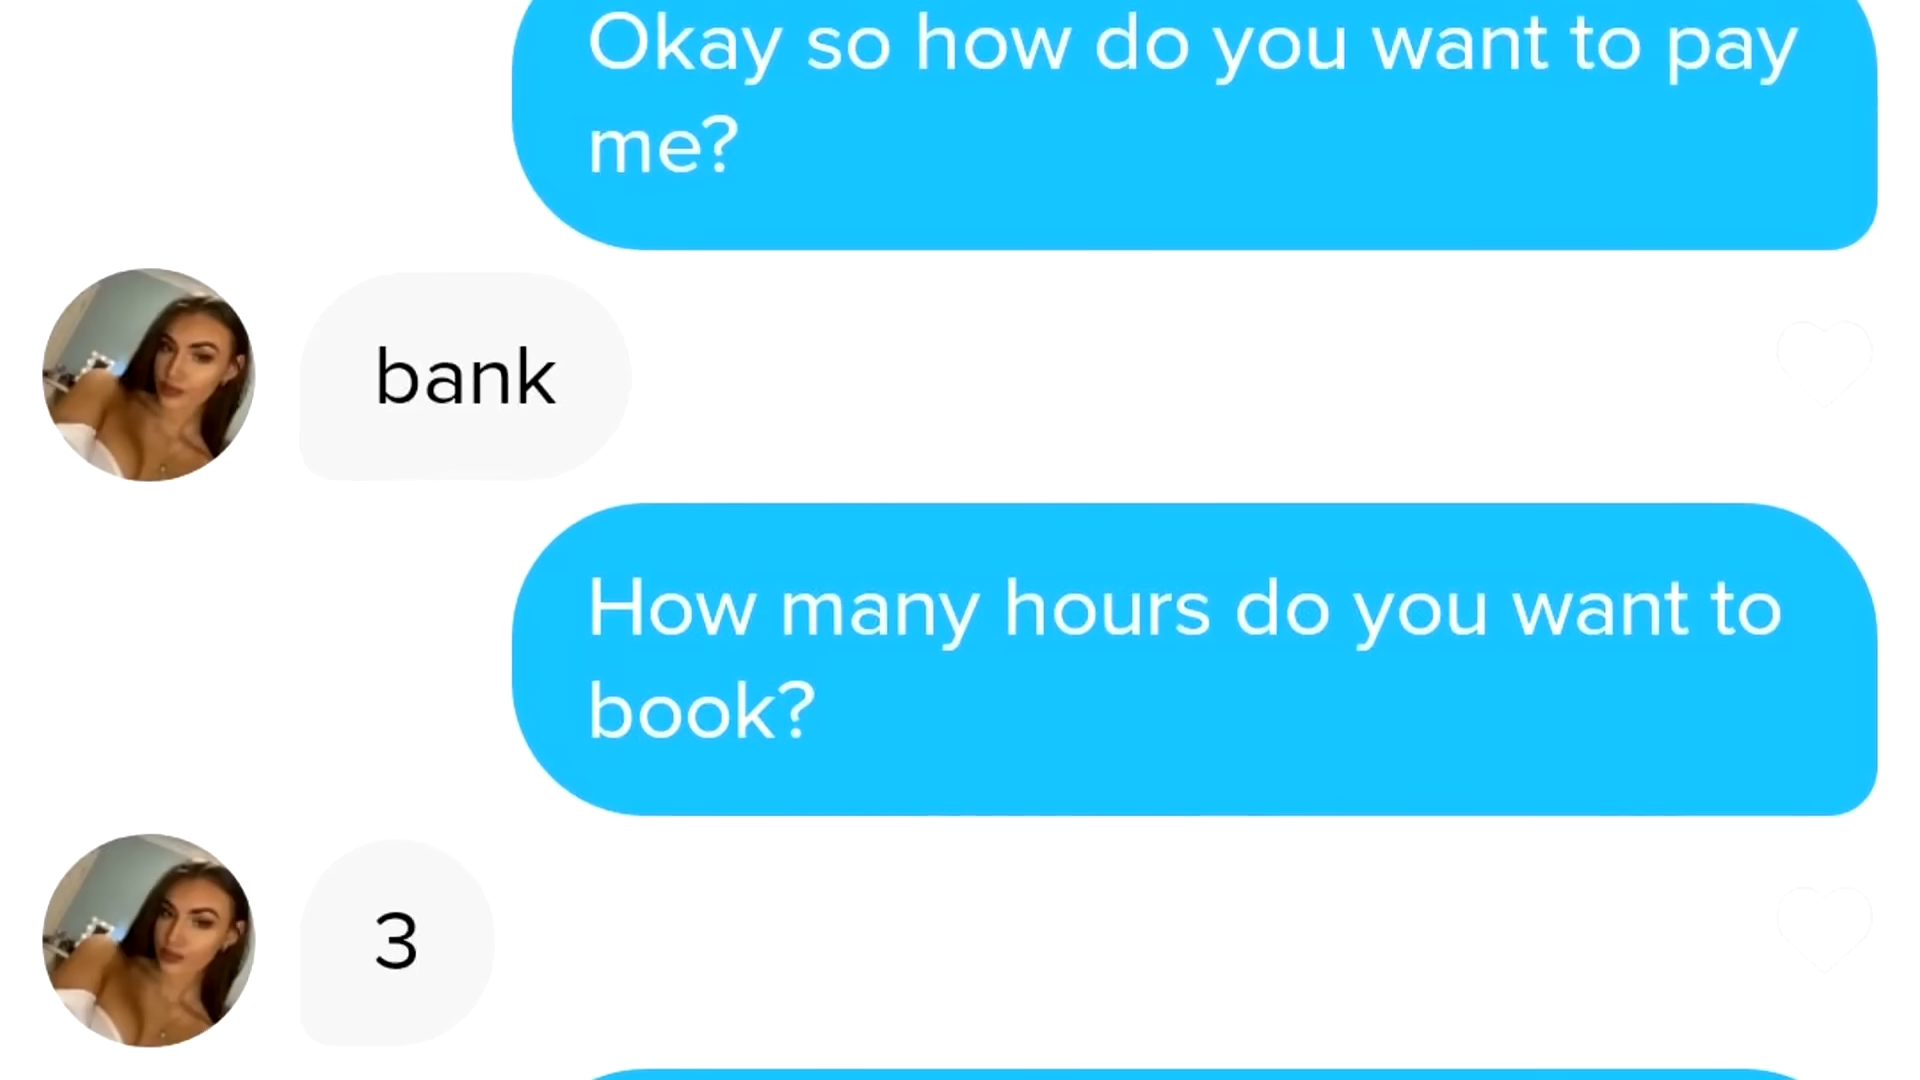 Okay so how do you want to pay
me?
bank
How many hours do you want to
book?
3